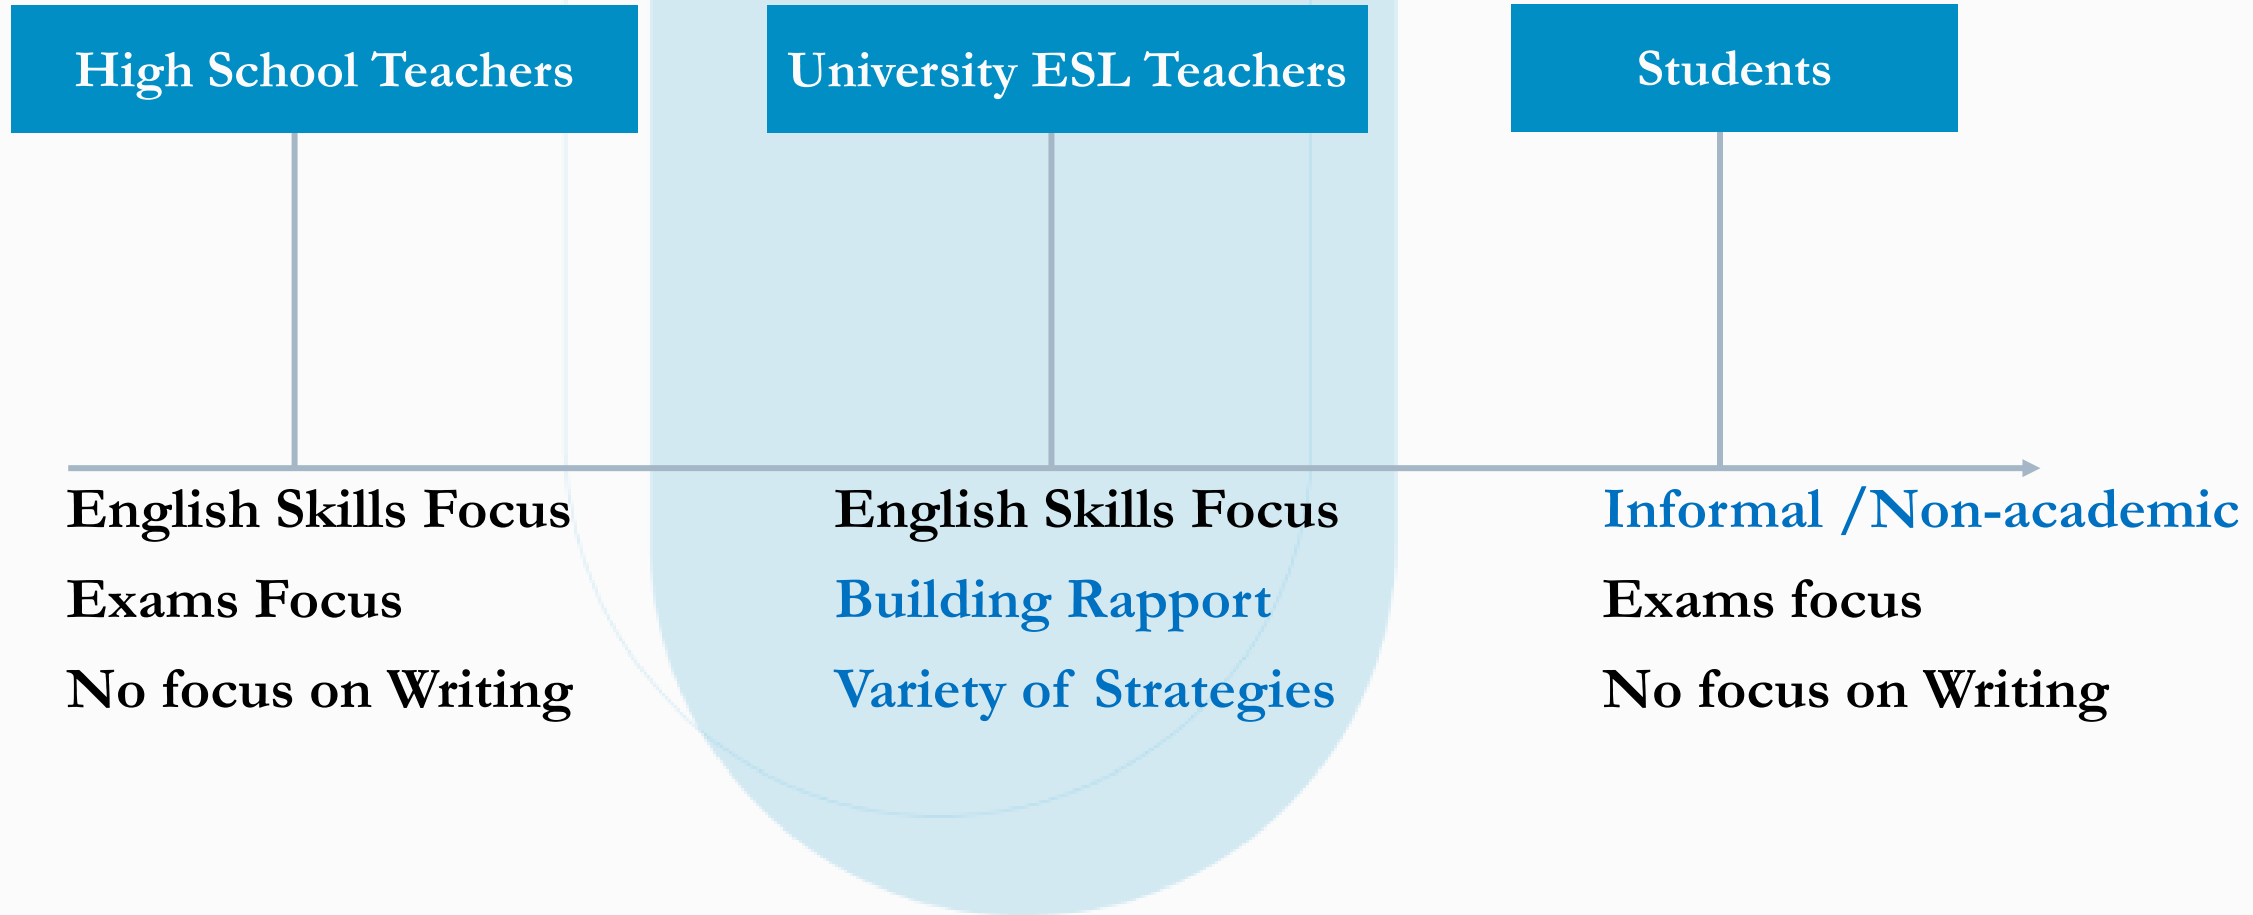 High School Teachers
University ESL Teachers
Students
English Skills Focus
Exams Focus
No focus on Writing
English Skills Focus
Building Rapport
Variety of Strategies
Informal /Non-academic
Exams focus
No focus on Writing